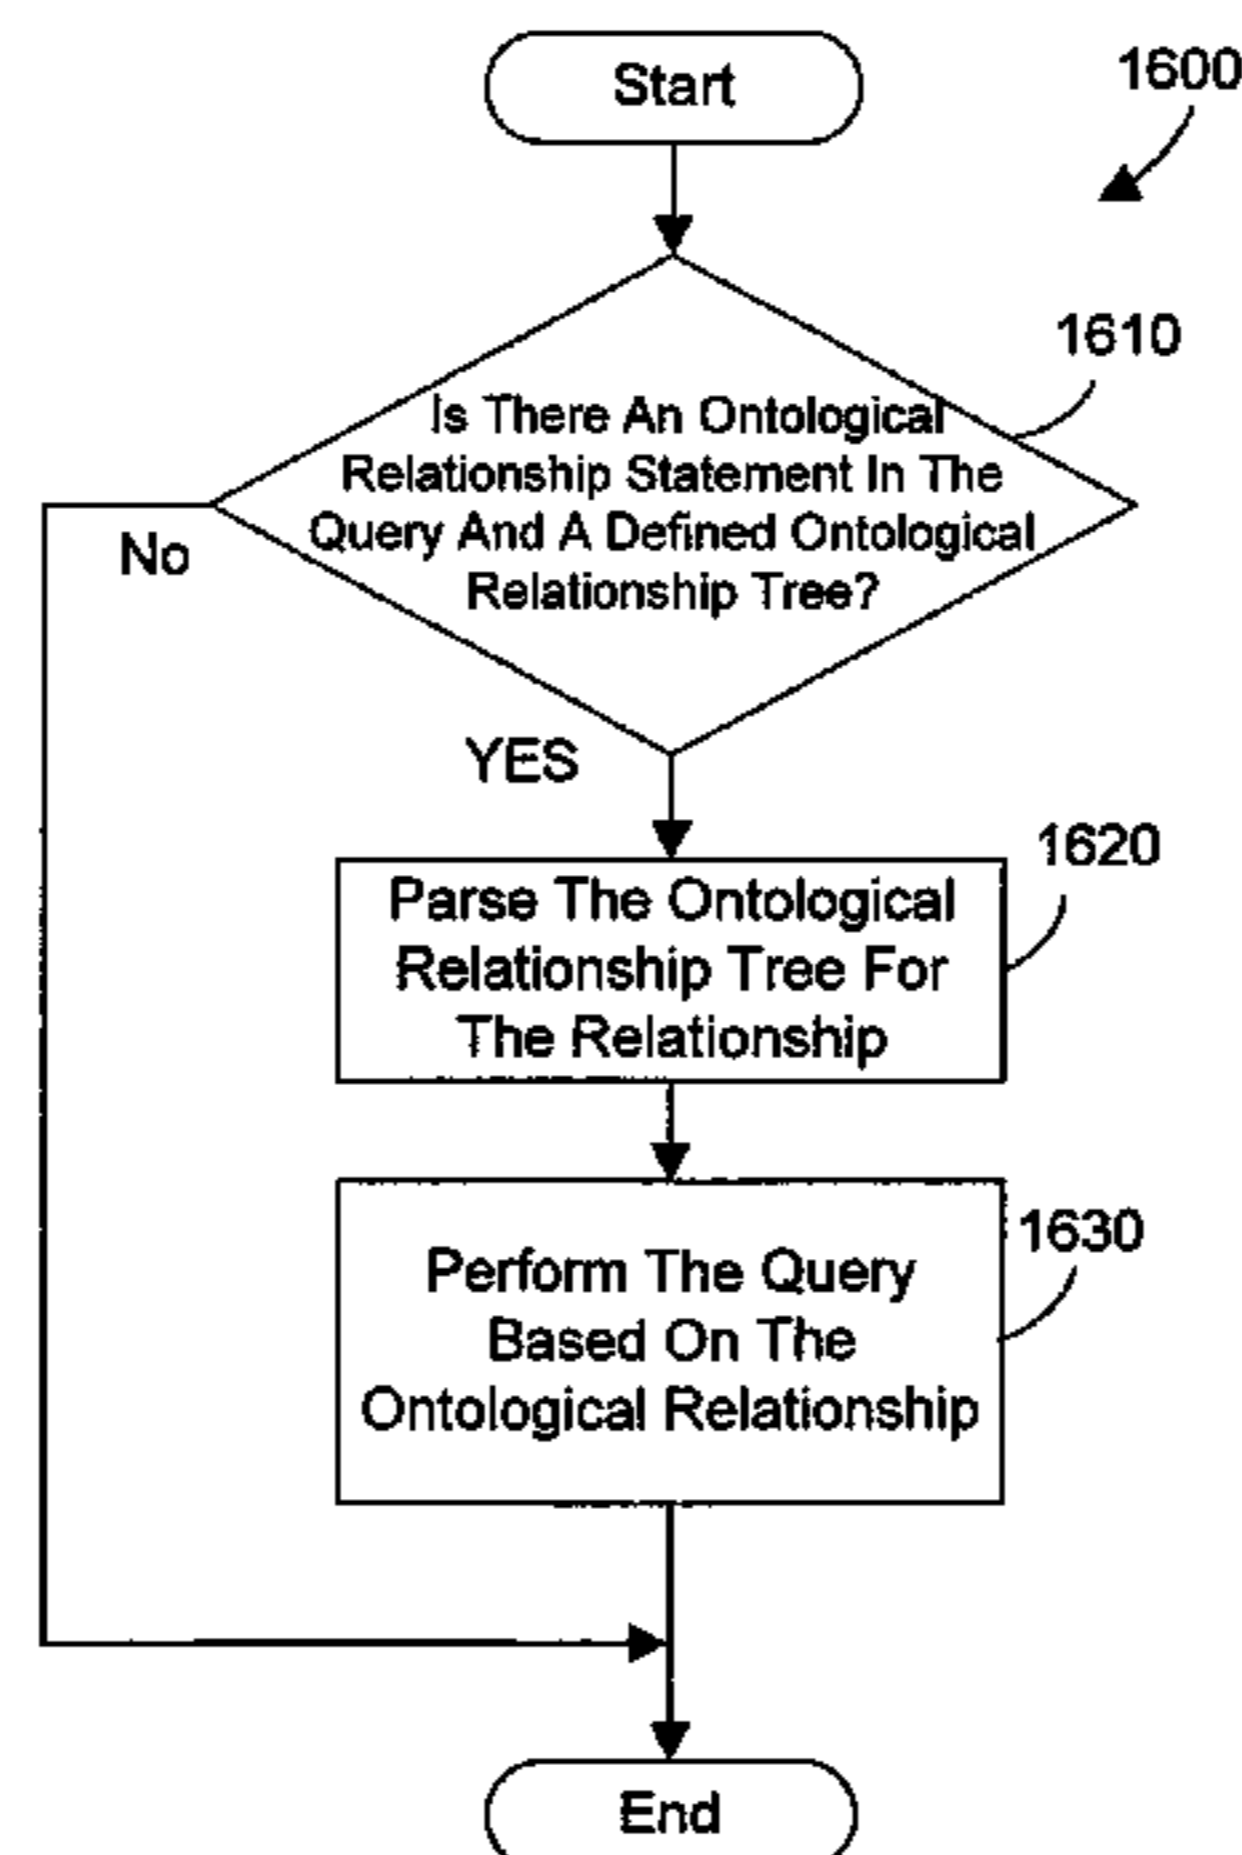 Start
1600
1610
Is There An Ontological
Relationship Statement In The
Query And A Defined Ontological
Relationship Tree?
No
YES
1620
Parse The Ontological
Relationship Tree For
The Relationship
1630
Perform The Query
Based On The
Ontological Relationship
End